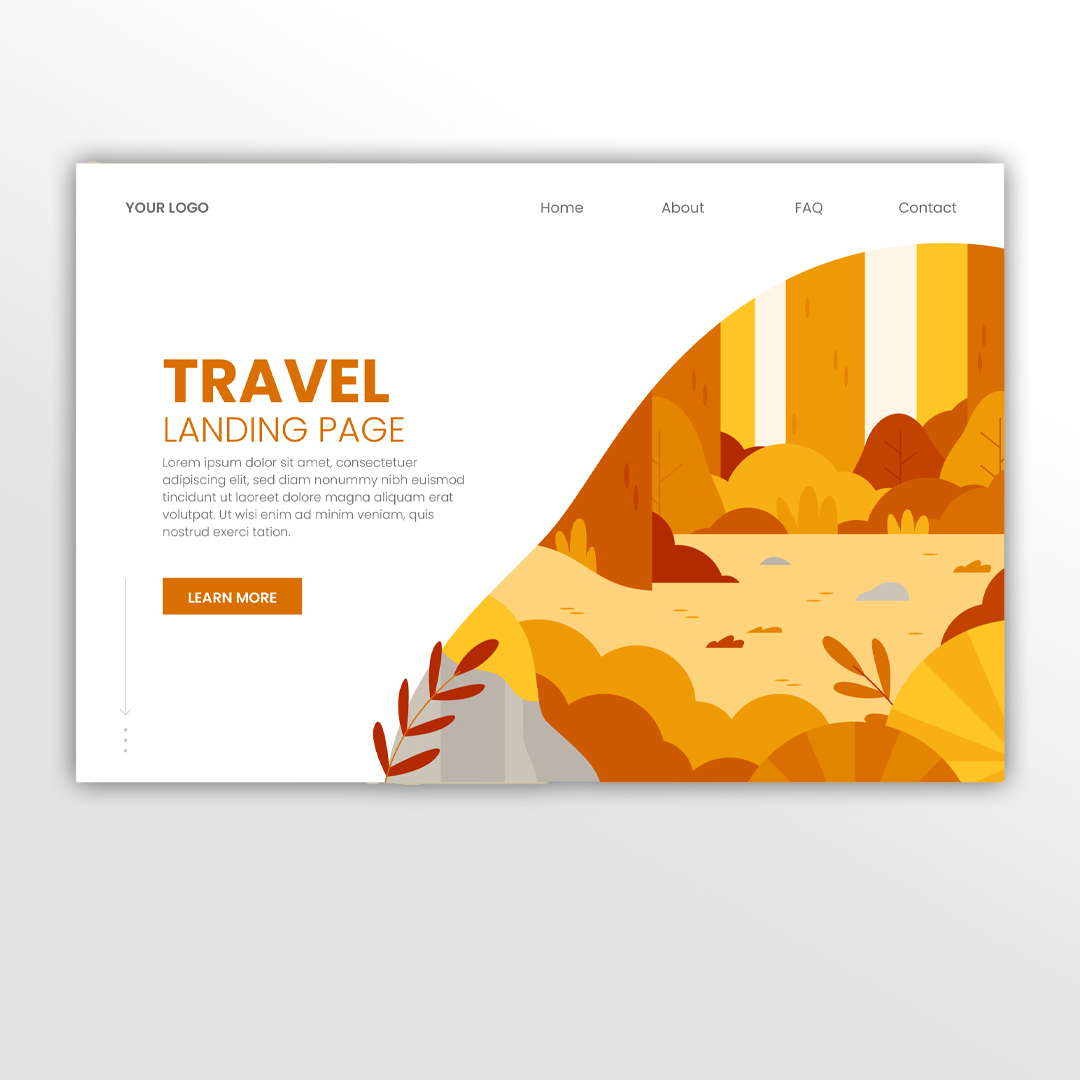 YOUR LOGO
Home About FAQ Contact
TRAVEL
LANDING PAGE
Lorem ipsum dolor sit amet, consectetuer
adipiscing elit, sed diam nonummy nibh euismod
tincidunt ut laoreet dolore magna aliquam erat
volutpat. Ut wisi enim ad minim veniam, quis
nostrud exerci tation.
LEARN MORE